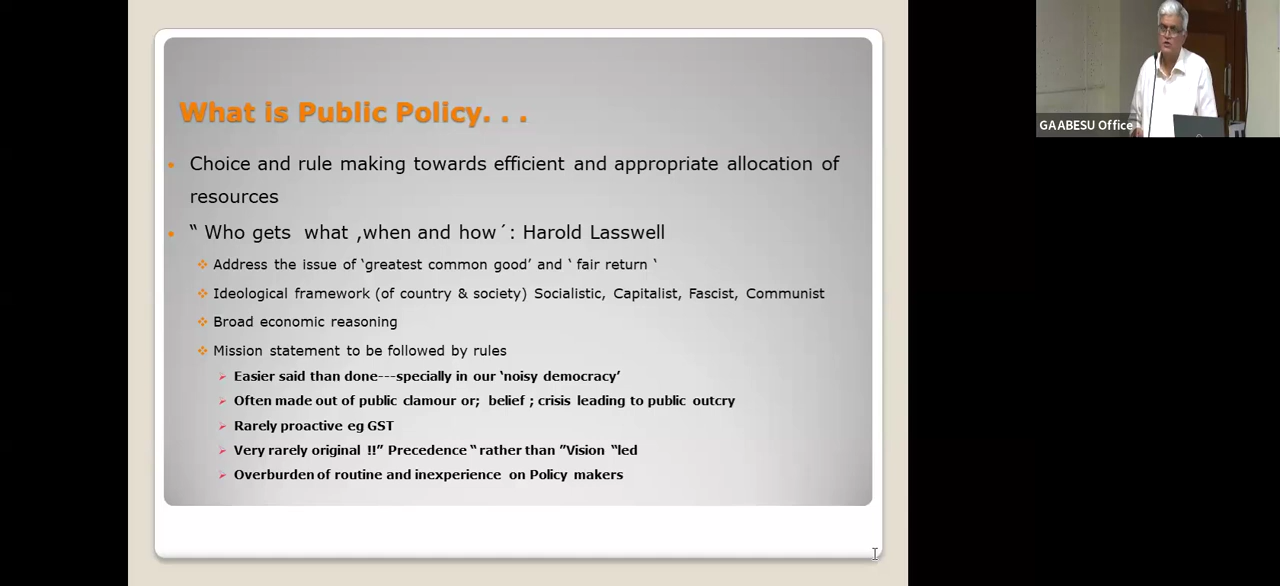 What is Public Policy. . .
Choice and rule making towards efficient and appropriate allocation of
resources
“ Who gets what ,when and how´: Harold Lasswell
Address the issue of ‘greatest common good’ and ‘ fair return ‘
Ideological framework (of country & society) Socialistic, Capitalist, Fascist, Communist
Broad economic reasoning
Mission statement to be followed by rules
Easier said than done---specially in our ‘noisy democracy’
Often made out of public clamour or; belief ; crisis leading to public outcry
Rarely proactive eg GST
Very rarely original !!” Precedence “ rather than ”Vision “led
Overburden of routine and inexperience on Policy makers
GAABESU Office